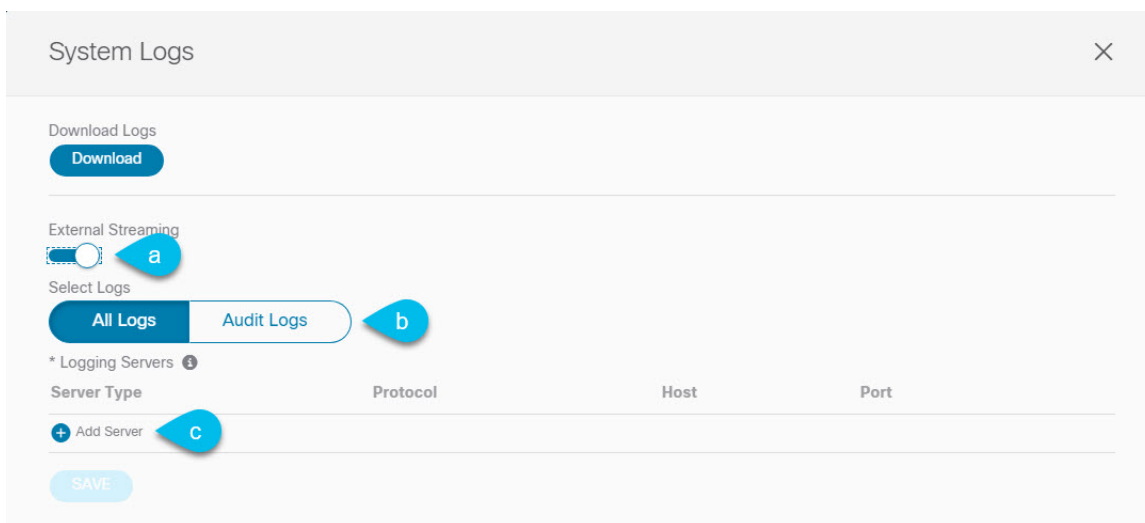 System Logs
Download Logs
Download
External Streaming
a
Select Logs
All Logs Audit Logs
b
* Logging Servers
Server Type Protocol Host Port
Add Server
c
SAVE